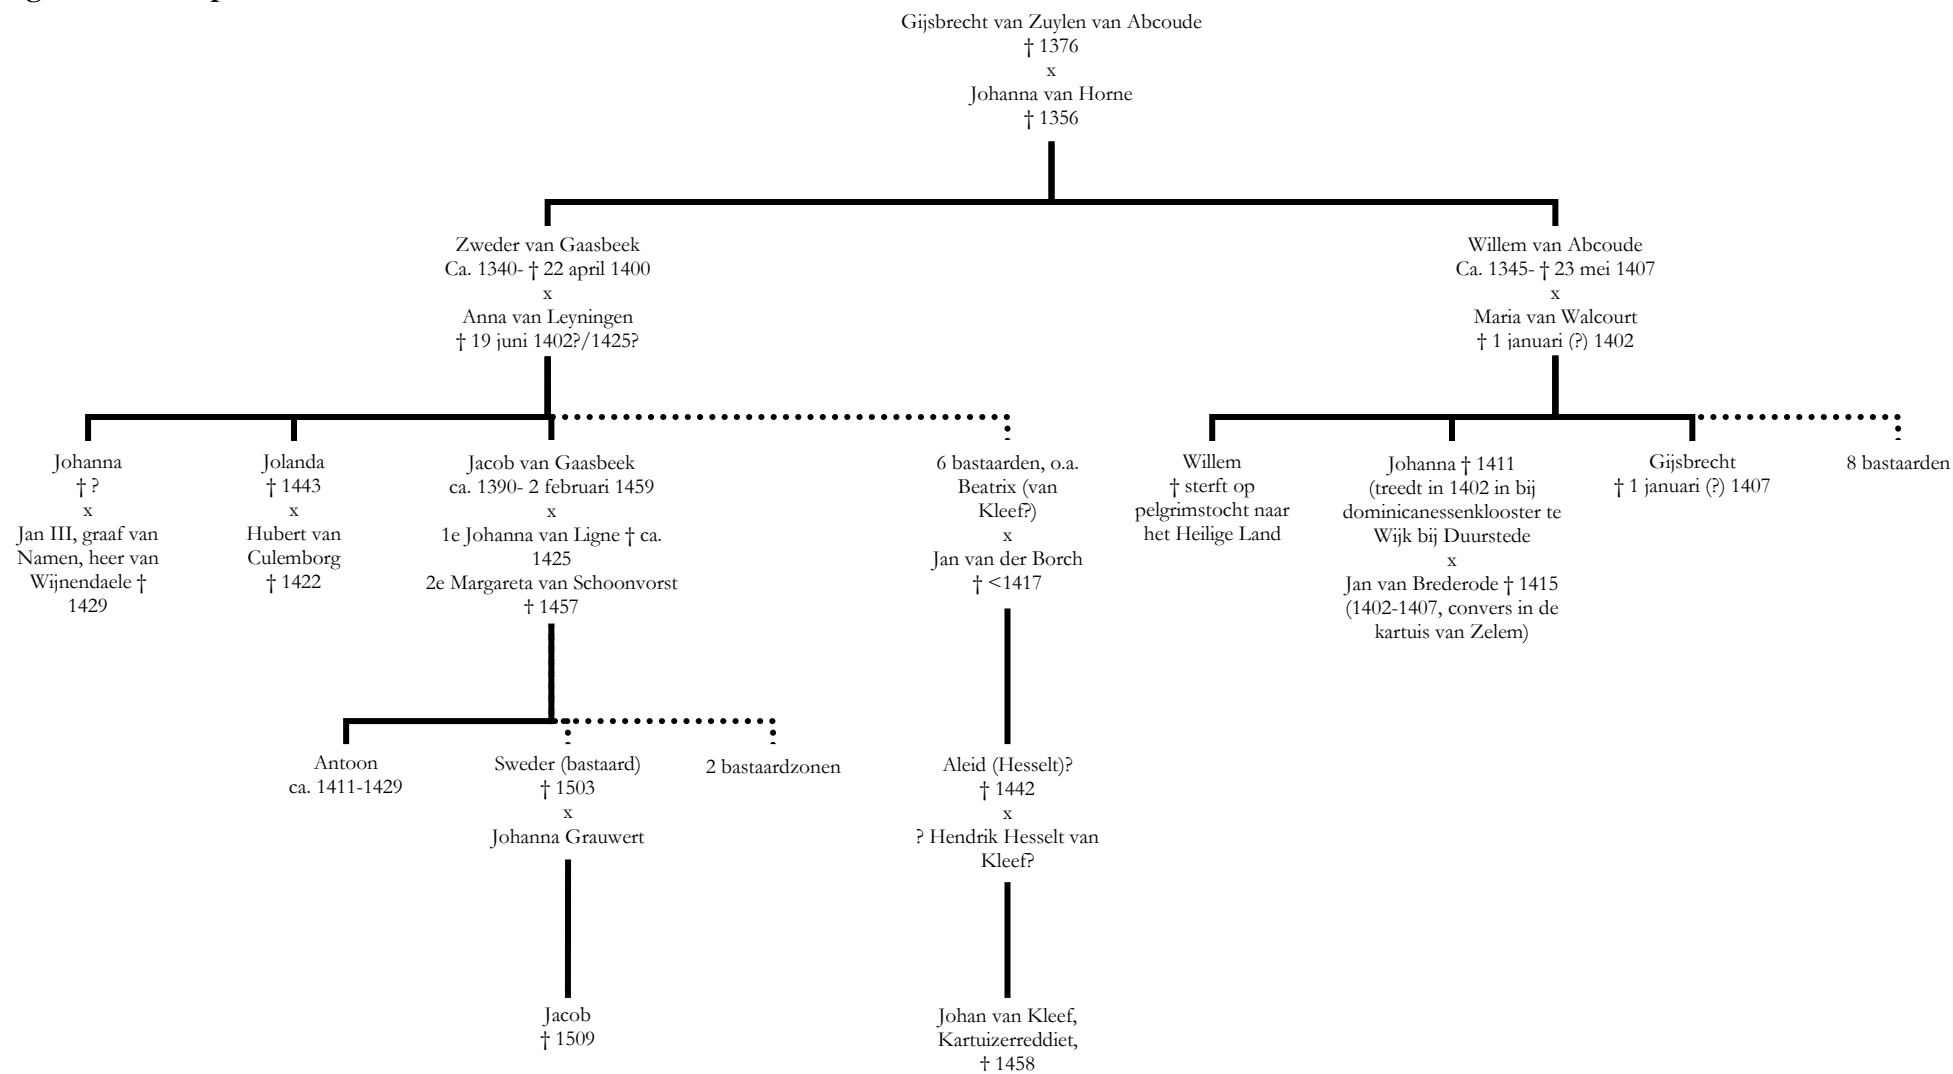 Gijsbrecht van Zuylen van Abcoude
† 1376
x
Johanna van Horne
† 1356
Zweder van Gaasbeek
Ca. 1340- † 22 april 1400
x
Anna van Leyningen
† 19 juni 1402?/1425?
Willem van Abcoude
Ca. 1345- † 23 mei 1407
x
Maria van Walcourt
† 1 januari (?) 1402
Johanna
† ?
x
Jan III, graaf van
Namen, heer van
Wijnendaele †
1429
Jolanda
† 1443
x
Hubert van
Culemborg
† 1422
Jacob van Gaasbeek
ca. 1390- 2 februari 1459
x
1e Johanna van Ligne † ca.
1425
2e Margareta van Schoonvorst
† 1457
6 bastaarden, o.a.
Beatrix (van
Kleef?)
x
Jan van der Borch
† <1417
Willem
† sterft op
pelgrimstocht naar
het Heilige Land
Johanna † 1411
(treedt in 1402 in bij
dominicanessenklooster te
Wijk bij Duurstede
x
Jan van Brederode † 1415
(1402-1407, convers in de
kartuis van Zelem)
Gijsbrecht
† 1 januari (?) 1407
8 bastaarden
Antoon
ca. 1411-1429
Sweder (bastaard)
† 1503
x
Johanna Grauwert
2 bastaardzonen
Aleid (Hesselt)?
† 1442
x
? Hendrik Hesselt van
Kleef?
Jacob
† 1509
Johan van Kleef,
Kartuizerreddiet,
† 1458